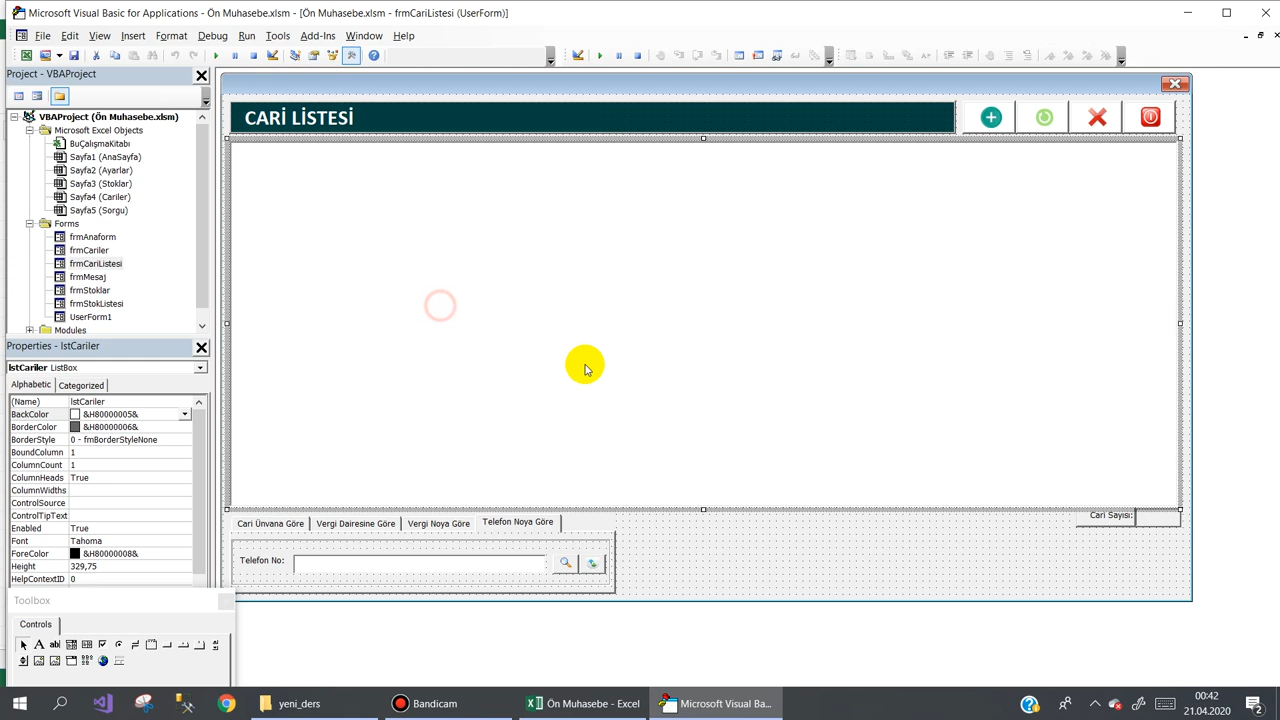 Microsoft Visual Basic for Applications - Ön Muhasebe.xlsm - [Ön Muhasebe.xlsm - frmCariListesi (UserForm)]
File Edit View Insert Format Debug Run Tools Add-Ins Window Help
Project - VBAProject
VBAProject (Ön Muhasebe.xlsm)
Microsoft Excel Objects
BuÇalışmaKitabı
Sayfa1 (AnaSayfa)
Sayfa2 (Ayarlar)
Sayfa3 (Stoklar)
Sayfa4 (Cariler)
Sayfa5 (Sorgu)
Forms
frmAnaform
frmCariler
frmCariListesi
frmMesaj
frmStoklar
frmStokListesi
UserForm1
Modules
Properties - lstCariler
lstCariler ListBox
Alphabetic Categorized
(Name) lstCariler
BackColor &H80000005&
BorderColor &H80000006&
BorderStyle 0 - fmBorderStyleNone
BoundColumn 1
ColumnCount 1
ColumnHeads True
ColumnWidths
ControlSource
ControlTipText
Enabled True
Font Tahoma
ForeColor &H80000008&
Height 329,75
HelpContextID 0
Toolbox
Controls
CARİ LİSTESİ
Cari Ünvana Göre Vergi Dairesine Göre Vergi Noya Göre Telefon Noya Göre
Cari Sayısı:
Telefon No:
yeni_ders Bandicam Ön Muhasebe - Excel Microsoft Visual Ba...
00:42
21.04.2020
2